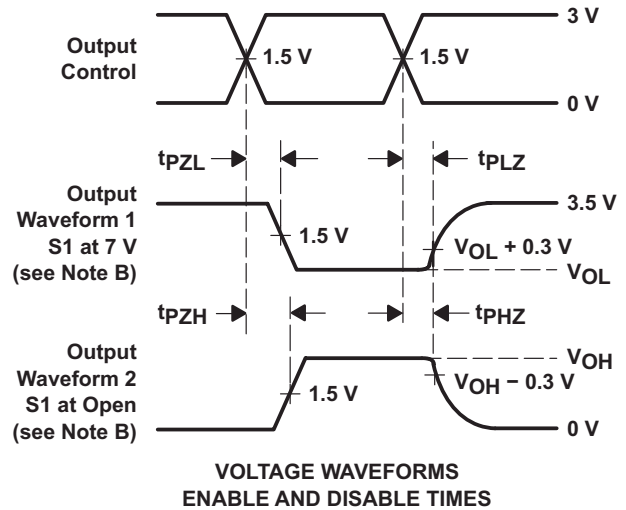 3 V
Output
Control
1.5 V
1.5 V
0 V
tPZL
tPLZ
Output
Waveform 1
S1 at 7 V
(see Note B)
3.5 V
1.5 V
VOL + 0.3 V
VOL
tPZH
tPHZ
Output
Waveform 2
S1 at Open
(see Note B)
VOH
1.5 V
VOH − 0.3 V
0 V
VOLTAGE WAVEFORMS
ENABLE AND DISABLE TIMES